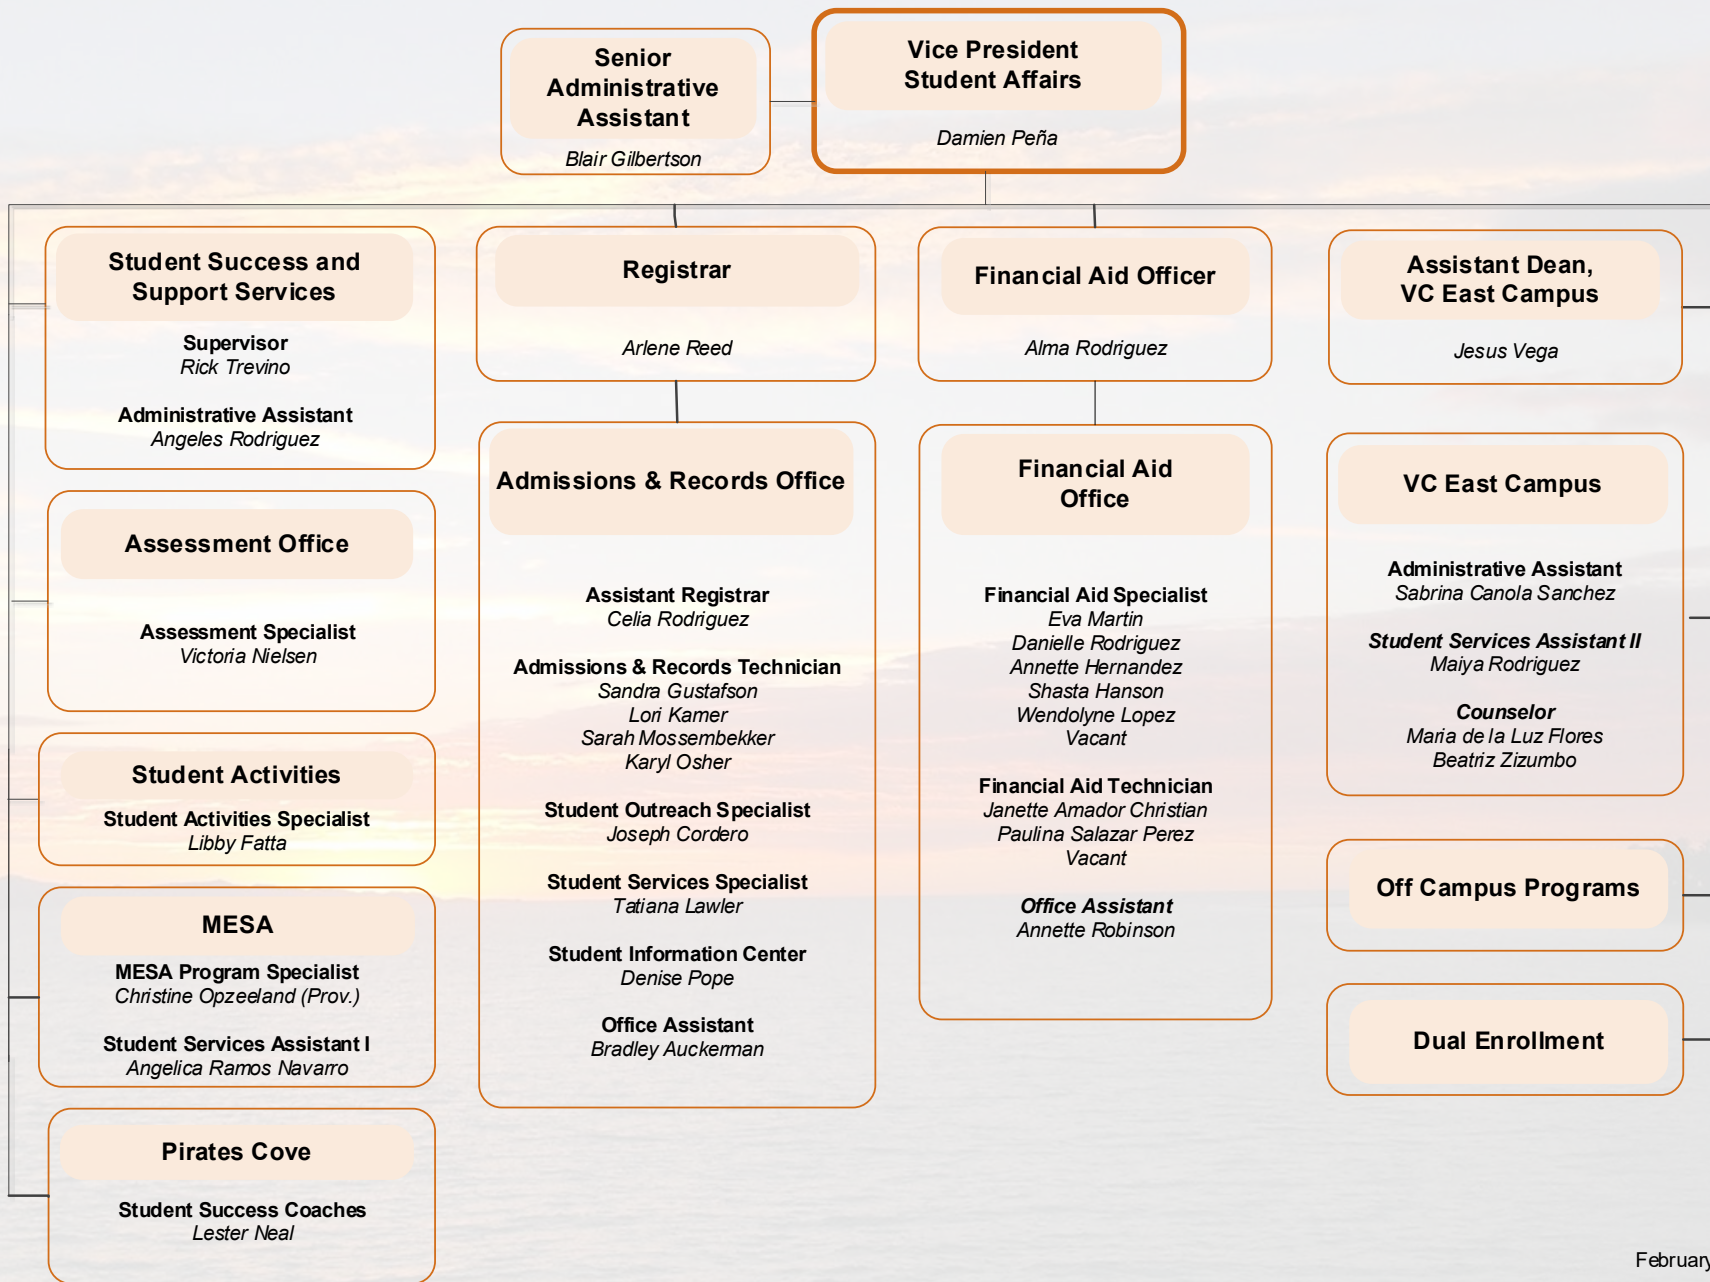 Senior
Administrative
Assistant
Blair Gilbertson
Vice President
Student Affairs
Damien Peña
Student Success and
Support Services
Supervisor
Rick Trevino
Administrative Assistant
Angeles Rodriguez
Assessment Office
Assessment Specialist
Victoria Nielsen
Student Activities
Student Activities Specialist
Libby Fatta
MESA
MESA Program Specialist
Christine Opzeeland (Prov.)
Student Services Assistant I
Angelica Ramos Navarro
Pirates Cove
Student Success Coaches
Lester Neal
Registrar
Arlene Reed
Admissions & Records Office
Assistant Registrar
Celia Rodriguez
Admissions & Records Technician
Sandra Gustafson
Lori Kamer
Sarah Mossembekker
Karyl Osher
Student Outreach Specialist
Joseph Cordero
Student Services Specialist
Tatiana Lawler
Student Information Center
Denise Pope
Office Assistant
Bradley Auckerman
Financial Aid Officer
Alma Rodriguez
Financial Aid
Office
Financial Aid Specialist
Eva Martin
Danielle Rodriguez
Annette Hernandez
Shasta Hanson
Wendolyne Lopez
Vacant
Financial Aid Technician
Janette Amador Christian
Paulina Salazar Perez
Vacant
Office Assistant
Annette Robinson
Assistant Dean,
VC East Campus
Jesus Vega
VC East Campus
Administrative Assistant
Sabrina Canola Sanchez
Student Services Assistant II
Maiya Rodriguez
Counselor
Maria de la Luz Flores
Beatriz Zizumbo
Off Campus Programs
Dual Enrollment
February